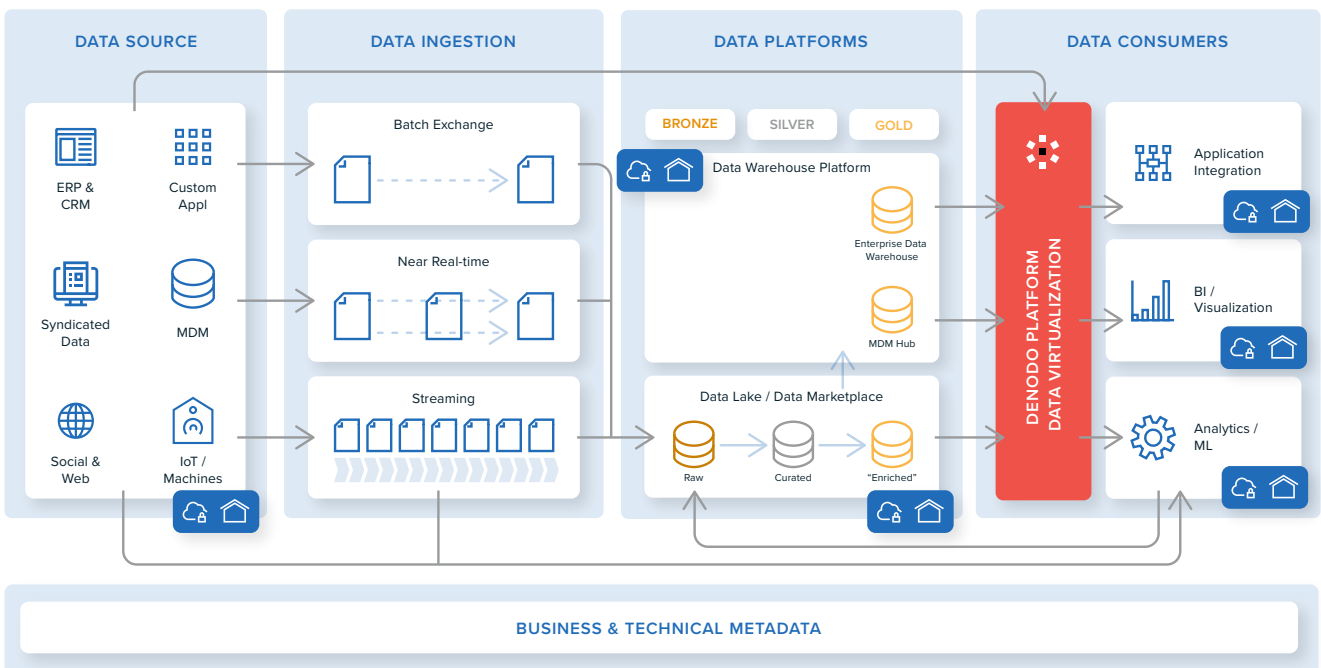 DATA SOURCE
DATA INGESTION
DATA PLATFORMS
DATA CONSUMERS
ERP &
CRM
Custom
Appl
Syndicated
Data
MDM
Social &
Web
IoT /
Machines
Batch Exchange
Near Real-time
Streaming
BRONZE
SILVER
GOLD
Data Warehouse Platform
Enterprise Data
Warehouse
MDM Hub
Data Lake / Data Marketplace
Raw
Curated
“Enriched”
DENODO PLATFORM
DATA VIRTUALIZATION
Application
Integration
BI /
Visualization
Analytics /
ML
BUSINESS & TECHNICAL METADATA